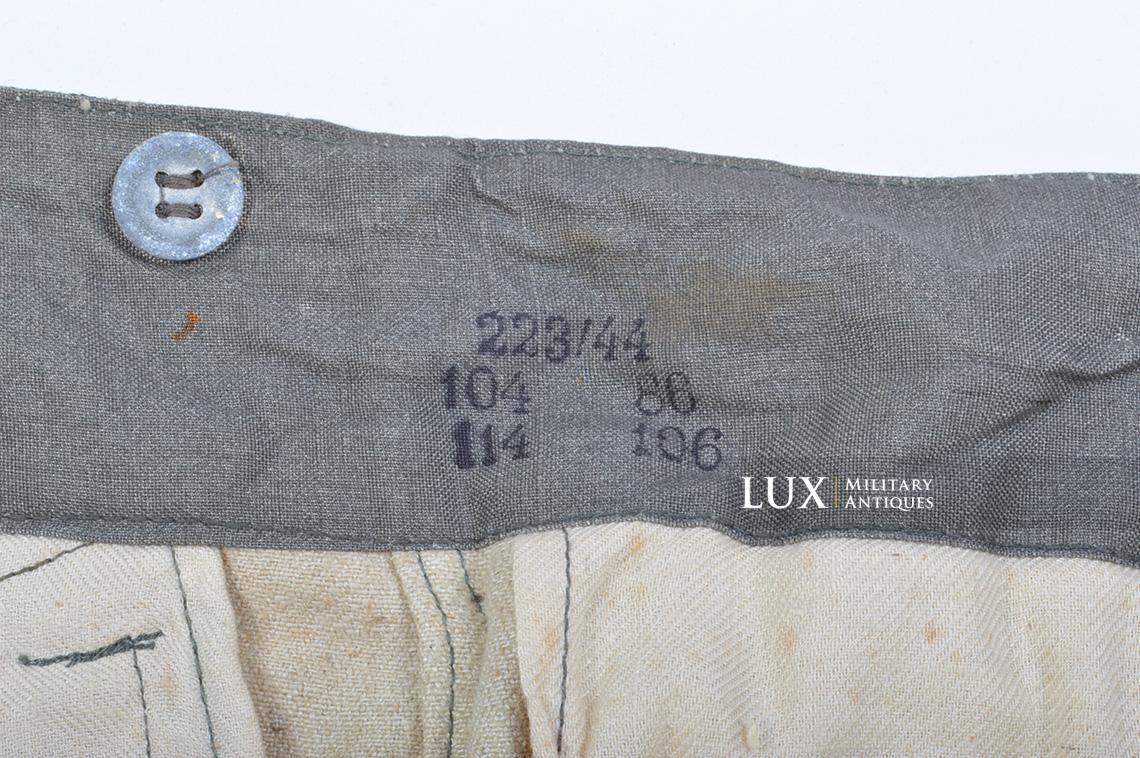 223/44
104 86
114 106
LUX MILITARY
ANTIQUES